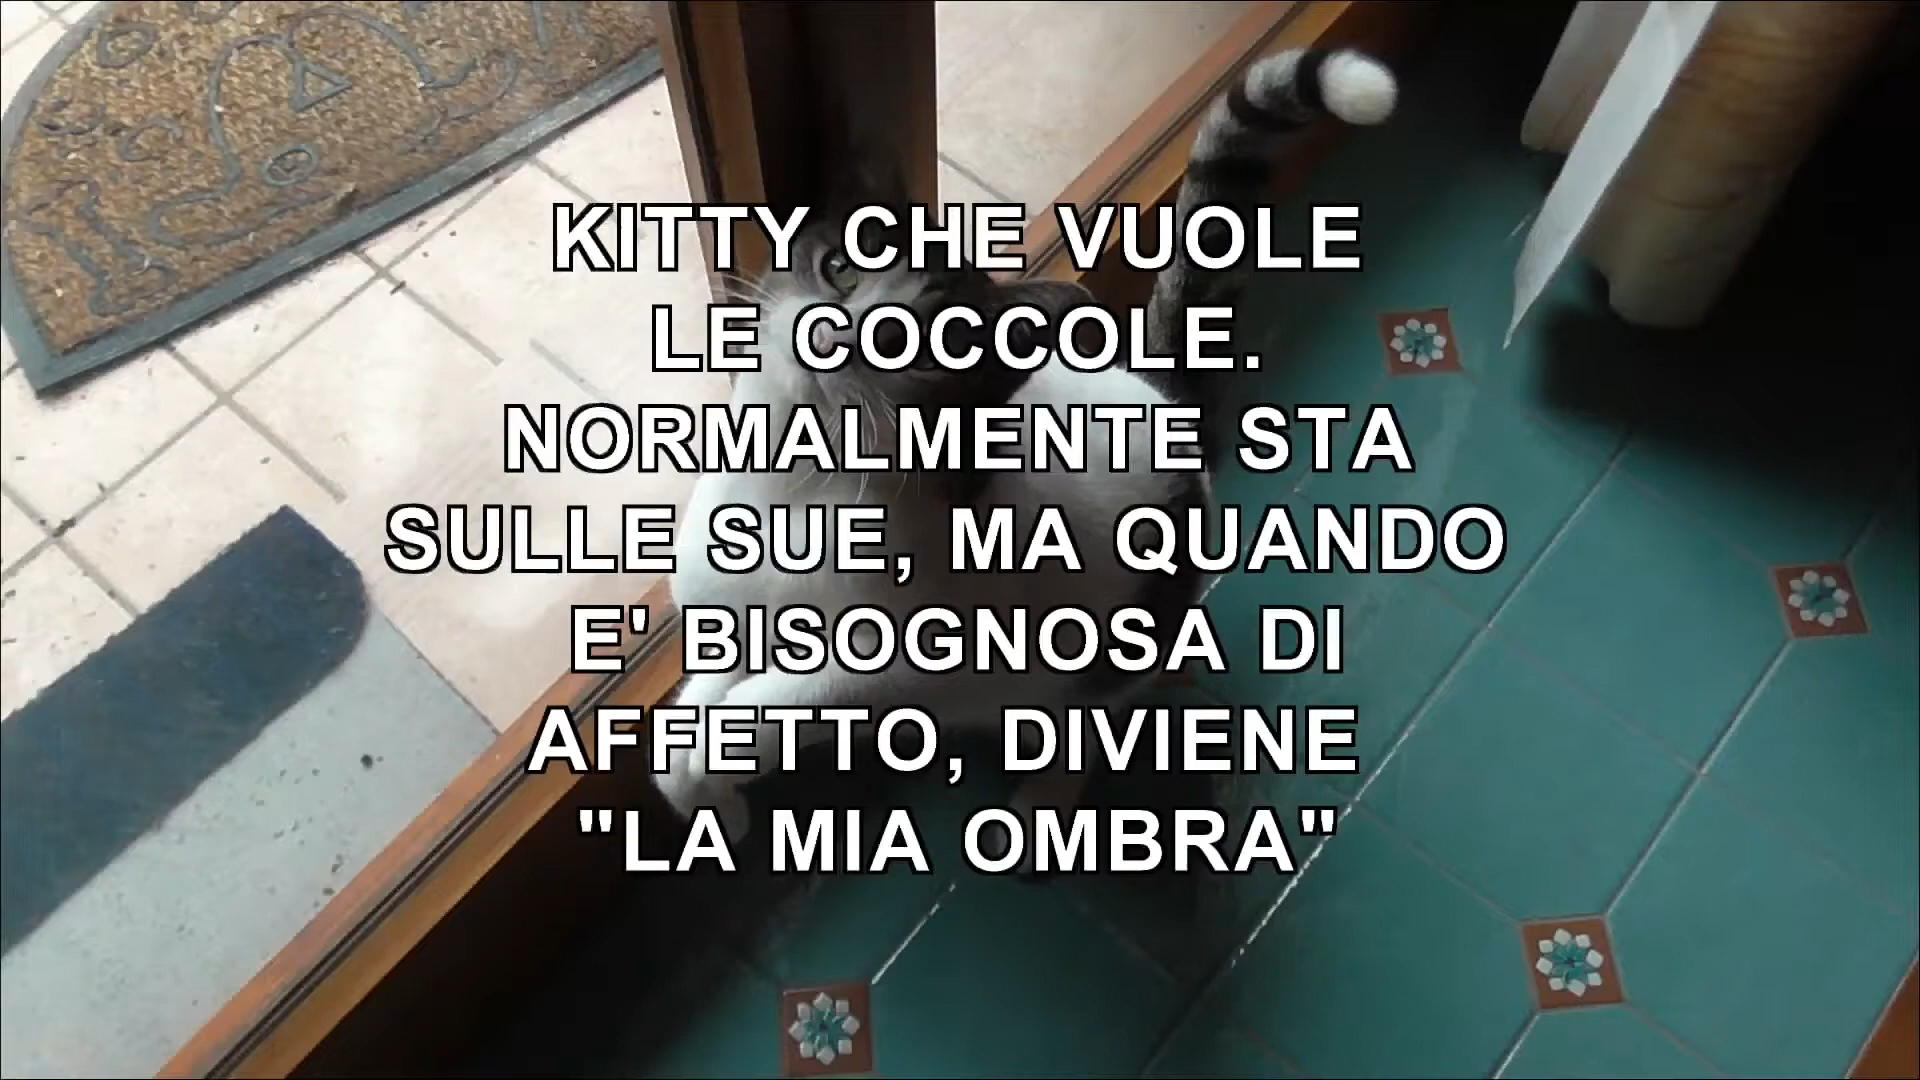 KITTY CHE VUOLE
LE COCCOLE.
NORMALMENTE STA
SULLE SUE, MA QUANDO
E' BISOGNOSA DI
AFFETTO, DIVIENE
"LA MIA OMBRA"